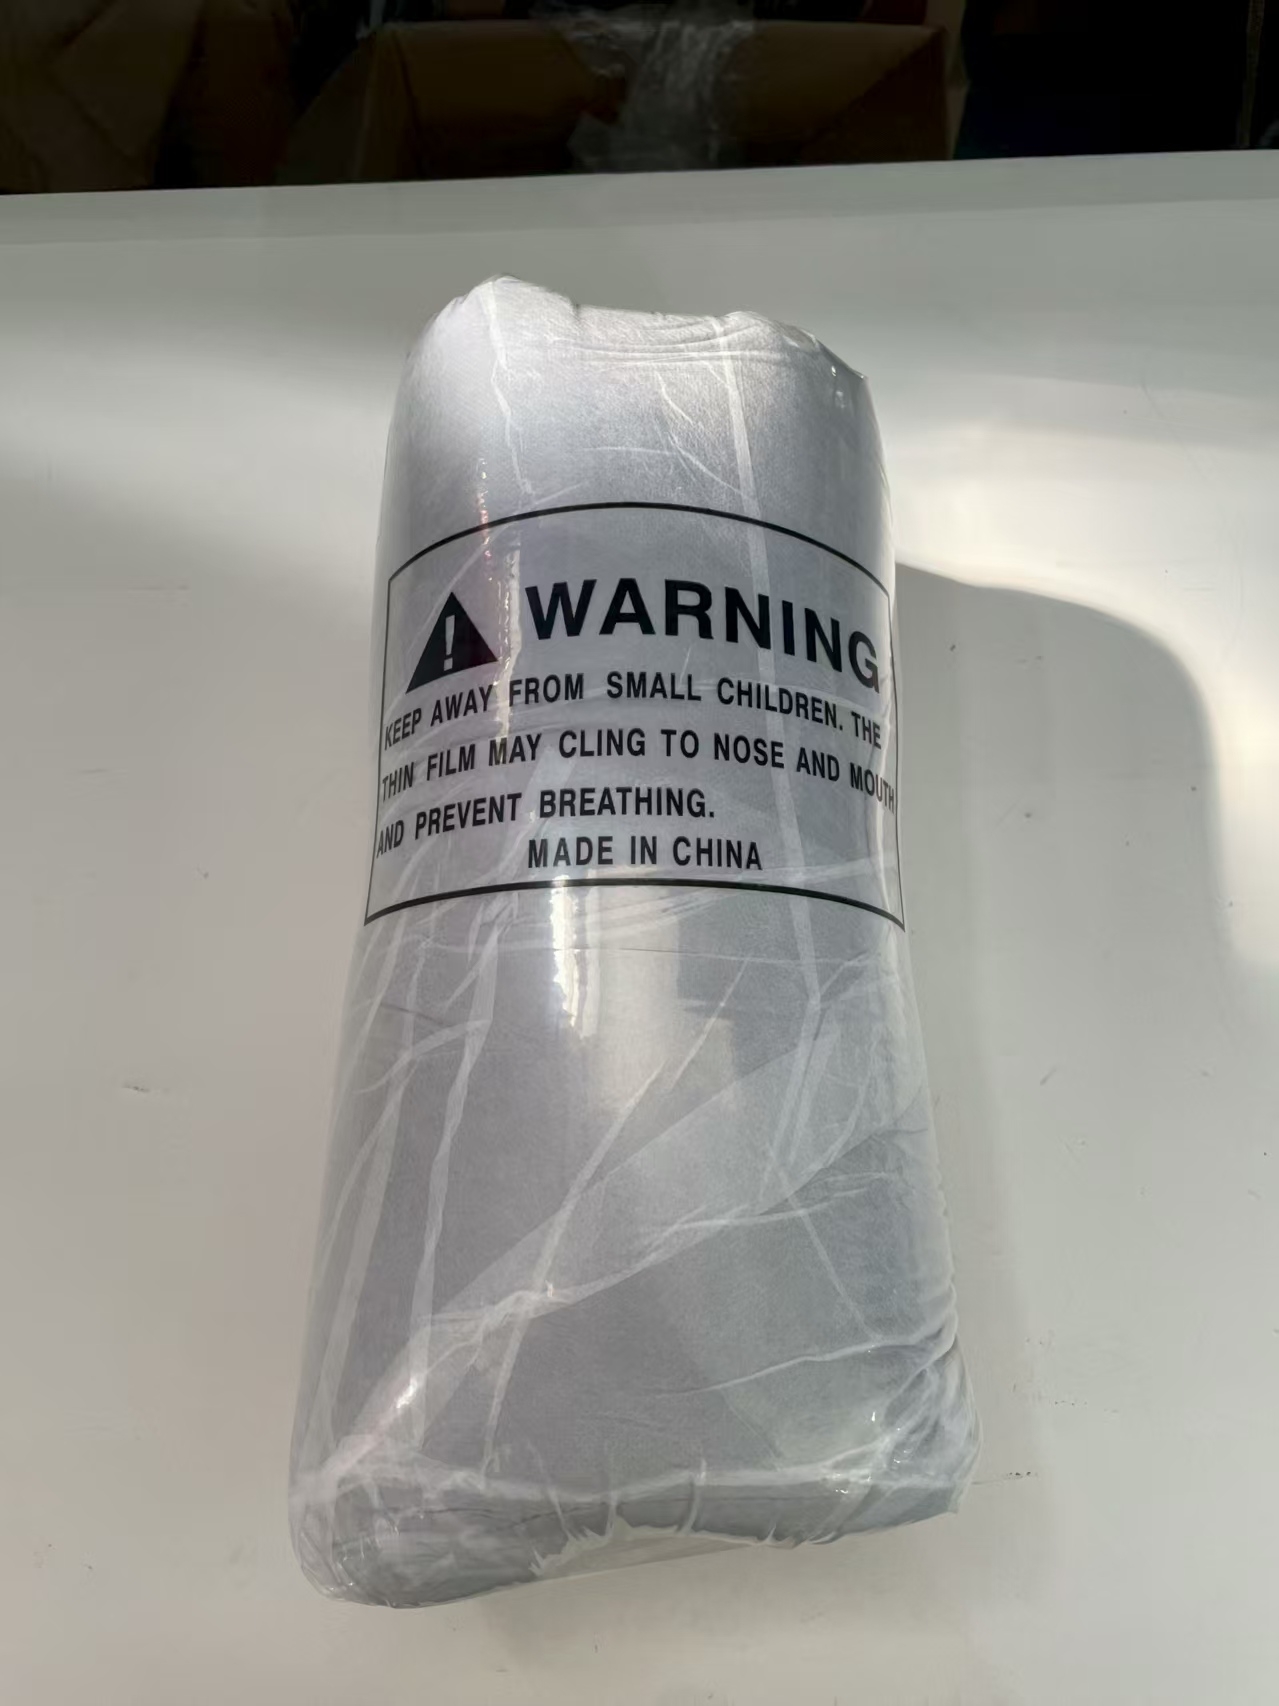 ! WARNING
KEEP AWAY FROM SMALL CHILDREN. THE
THIN FILM MAY CLING TO NOSE AND MOUTH
AND PREVENT BREATHING.
MADE IN CHINA